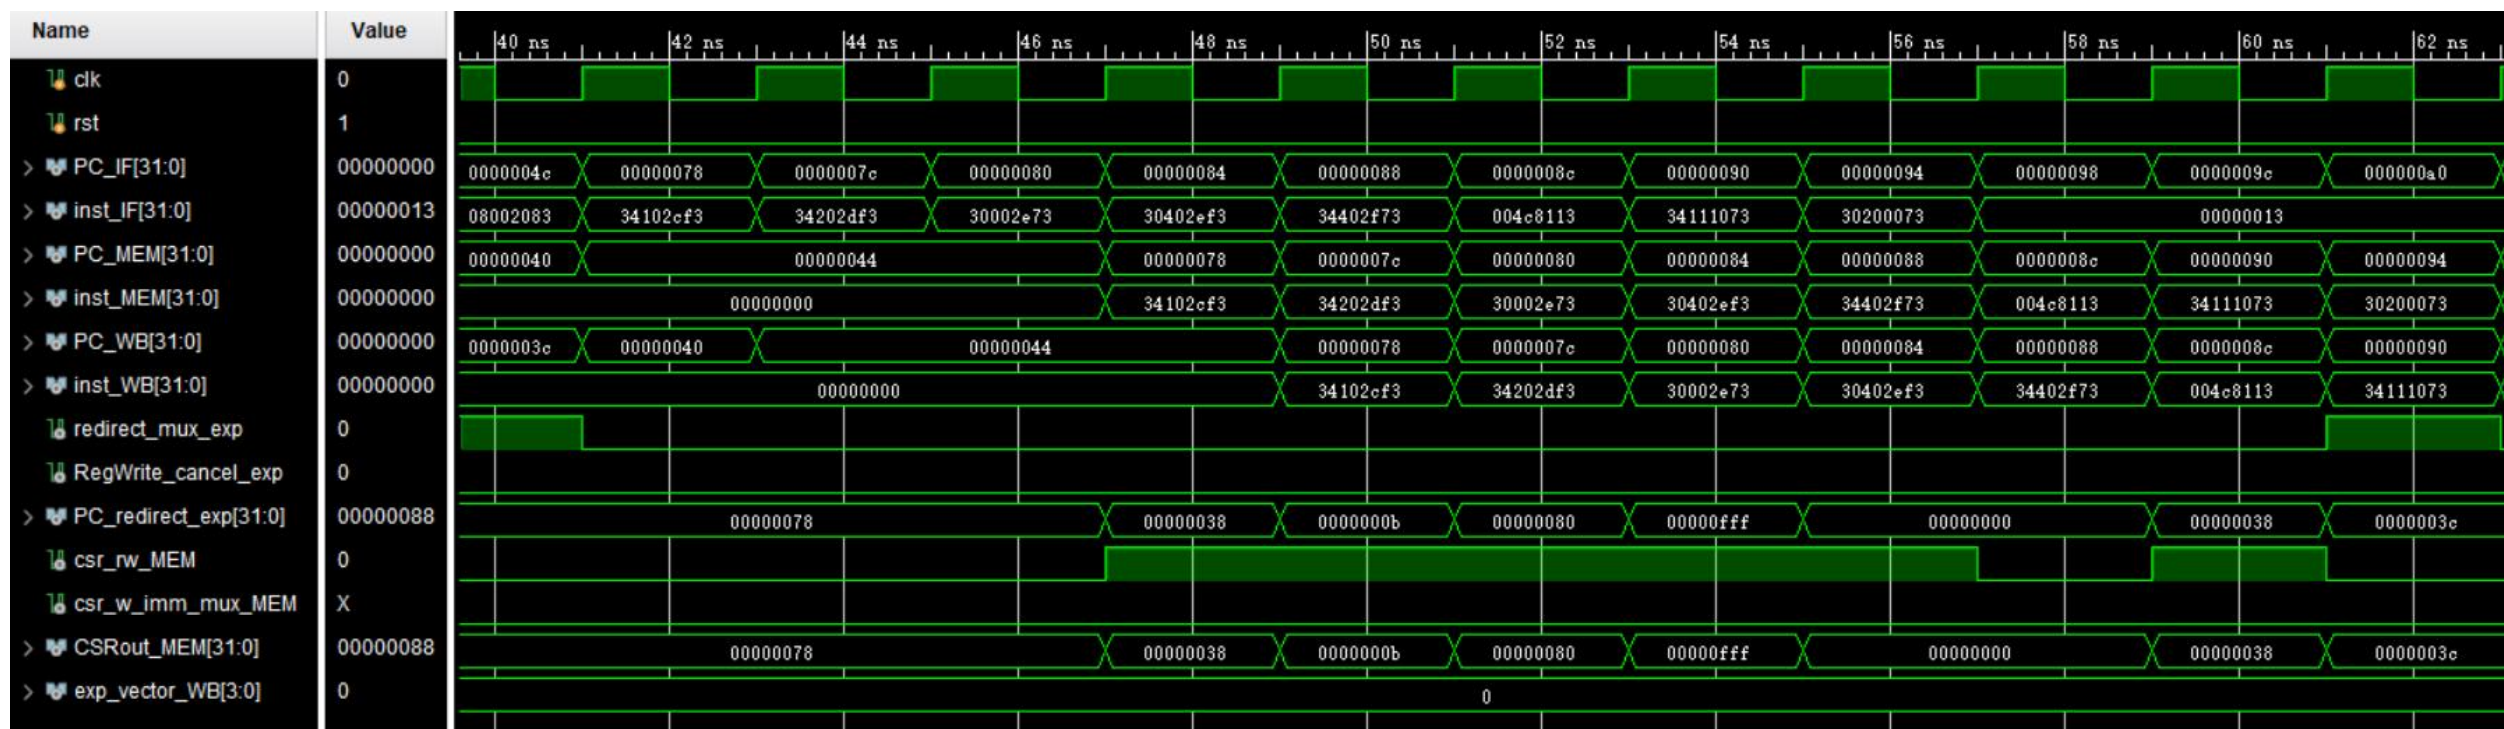 Name Value 40 ns 42 ns 44 ns 46 ns 48 ns 50 ns 52 ns 54 ns 56 ns 58 ns 60 ns 62 ns
clk 0
rst 1
PC_IF[31:0] 00000000 0000004c 00000078 0000007c 00000080 00000084 00000088 0000008c 00000090 00000094 00000098 0000009c 000000a0
inst_IF[31:0] 00000013 08002083 34102cf3 34202df3 30002e73 30402ef3 34402f73 004c8113 34111073 30200073 00000013
PC_MEM[31:0] 00000000 00000040 00000044 00000078 0000007c 00000080 00000084 00000088 0000008c 00000090 00000094
inst_MEM[31:0] 00000000 00000000 34102cf3 34202df3 30002e73 30402ef3 34402f73 004c8113 34111073 30200073
PC_WB[31:0] 00000000 0000003c 00000040 00000044 00000078 0000007c 00000080 00000084 00000088 0000008c 00000090
inst_WB[31:0] 00000000 00000000 34102cf3 34202df3 30002e73 30402ef3 34402f73 004c8113 34111073
redirect_mux_exp 0
RegWrite_cancel_exp 0
PC_redirect_exp[31:0] 00000088 00000078 00000038 0000000b 00000080 00000fff 00000000 00000038 0000003c
csr_rw_MEM 0
csr_w_imm_mux_MEM X
CSRout_MEM[31:0] 00000088 00000078 00000038 0000000b 00000080 00000fff 00000000 00000038 0000003c
exp_vector_WB[3:0] 0 0